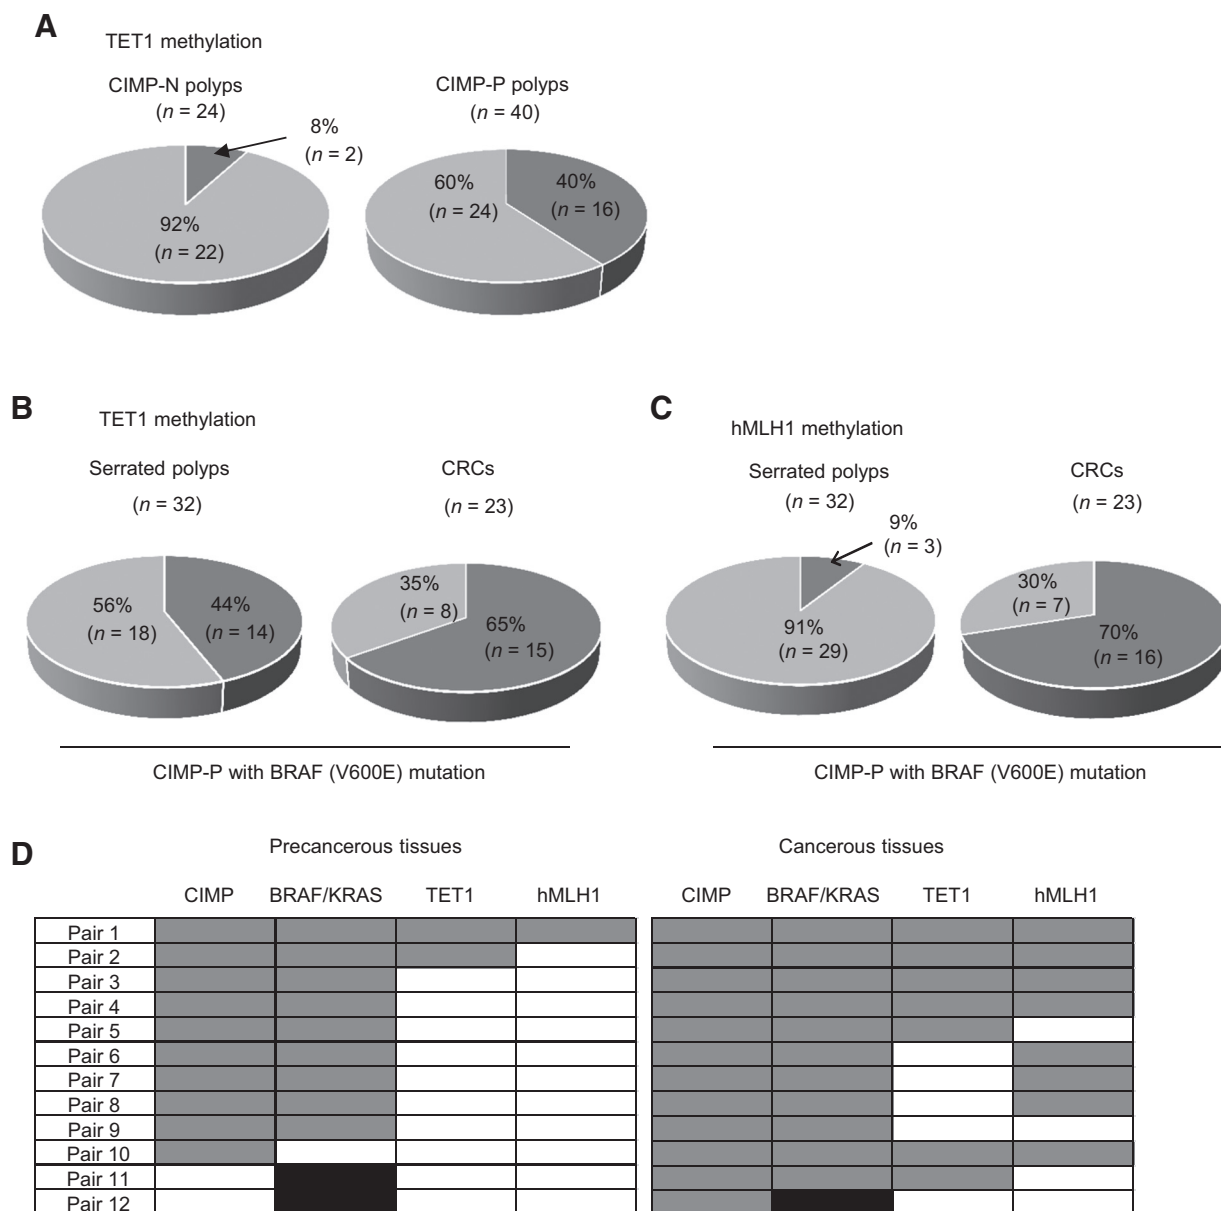 A
TET1 methylation
CIMP-N polyps
(n = 24)
8%
(n = 2)
92%
(n = 22)
CIMP-P polyps
(n = 40)
60%
(n = 24)
40%
(n = 16)
B
TET1 methylation
Serrated polyps
(n = 32)
56%
(n = 18)
44%
(n = 14)
CRCs
(n = 23)
35%
(n = 8)
65%
(n = 15)
CIMP-P with BRAF (V600E) mutation
C
hMLH1 methylation
Serrated polyps
(n = 32)
9%
(n = 3)
91%
(n = 29)
CRCs
(n = 23)
30%
(n = 7)
70%
(n = 16)
CIMP-P with BRAF (V600E) mutation
D
Precancerous tissues Cancerous tissues
CIMP BRAF/KRAS TET1 hMLH1 CIMP BRAF/KRAS TET1 hMLH1
Pair 1
Pair 2
Pair 3
Pair 4
Pair 5
Pair 6
Pair 7
Pair 8
Pair 9
Pair 10
Pair 11
Pair 12